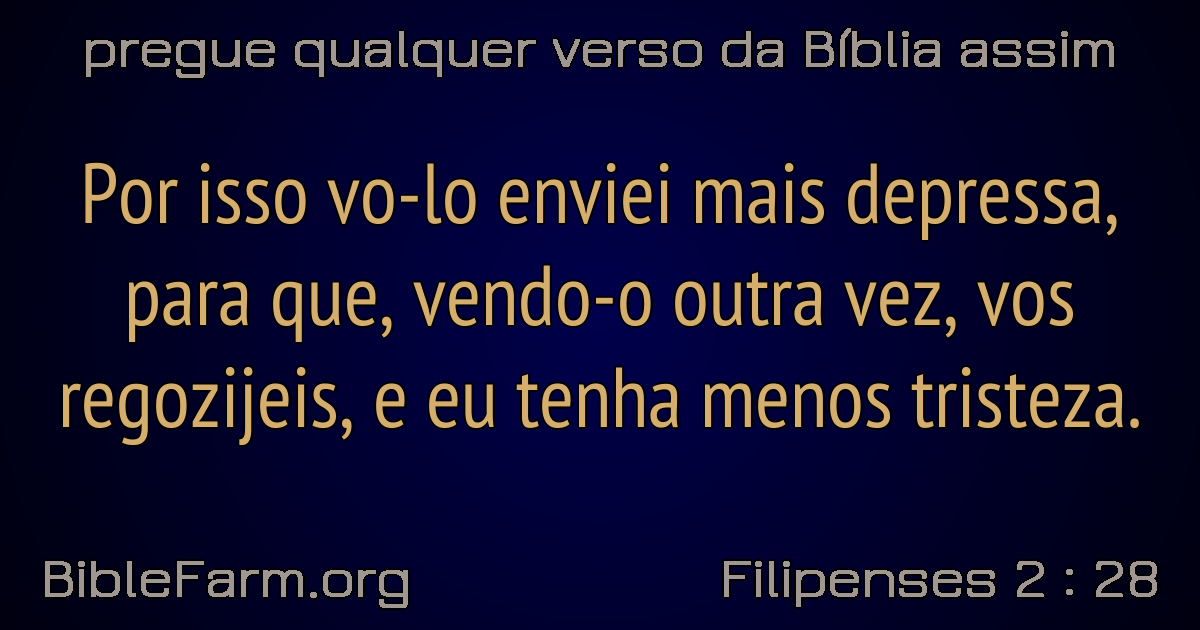 pregue qualquer verso da Bíblia assim
Por isso vo-lo enviei mais depressa,
para que, vendo-o outra vez, vos
regozijeis, e eu tenha menos tristeza.
BibleFarm.org
Filipenses 2 : 28